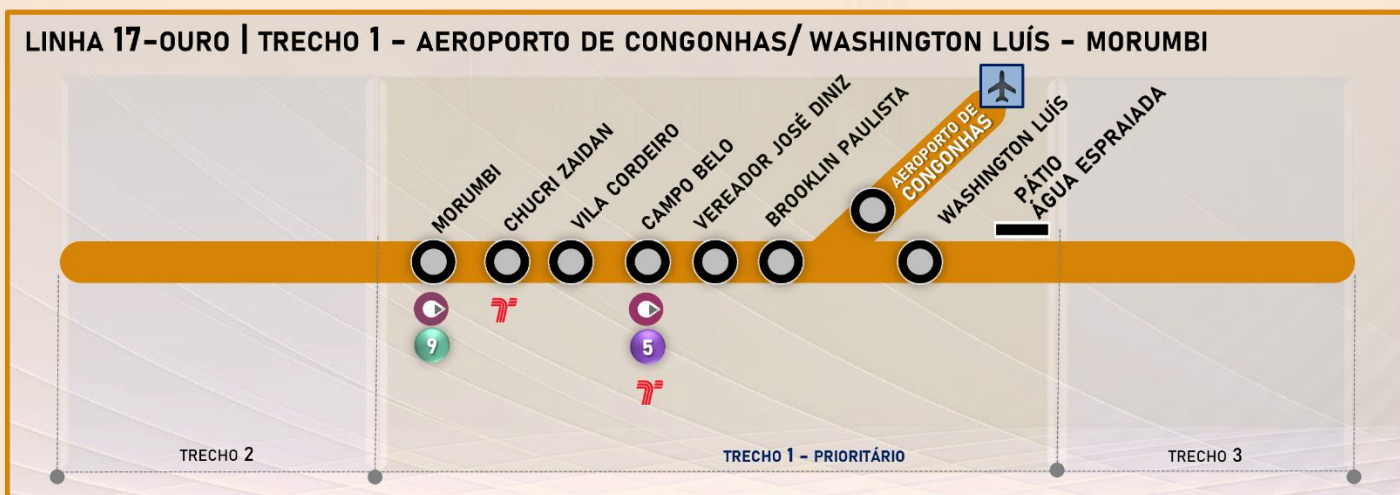 LINHA 17-OURO | TRECHO 1 - AEROPORTO DE CONGONHAS/ WASHINGTON LUÍS - MORUMBI
MORUMBI
CHUCRI ZAIDAN
VILA CORDEIRO
CAMPO BELO
VEREADOR JOSÉ DINIZ
BROOKLIN PAULISTA
AEROPORTO DE
CONGONHAS
WASHINGTON LUÍS
PÁTIO
ÁGUA ESPRAIADA
9
5
TRECHO 2
TRECHO 1 - PRIORITÁRIO
TRECHO 3